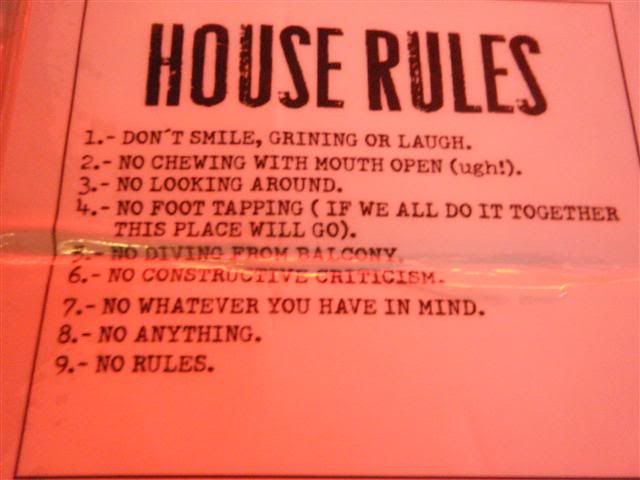 HOUSE RULES
1.- DON´T SMILE, GRINING OR LAUGH.
2.- NO CHEWING WITH MOUTH OPEN (ugh!).
3.- NO LOOKING AROUND.
4.- NO FOOT TAPPING ( IF WE ALL DO IT TOGETHER
THIS PLACE WILL GO).
5.- NO DIVING FROM BALCONY.
6.- NO CONSTRUCTIVE CRITICISM.
7.- NO WHATEVER YOU HAVE IN MIND.
8.- NO ANYTHING.
9.- NO RULES.